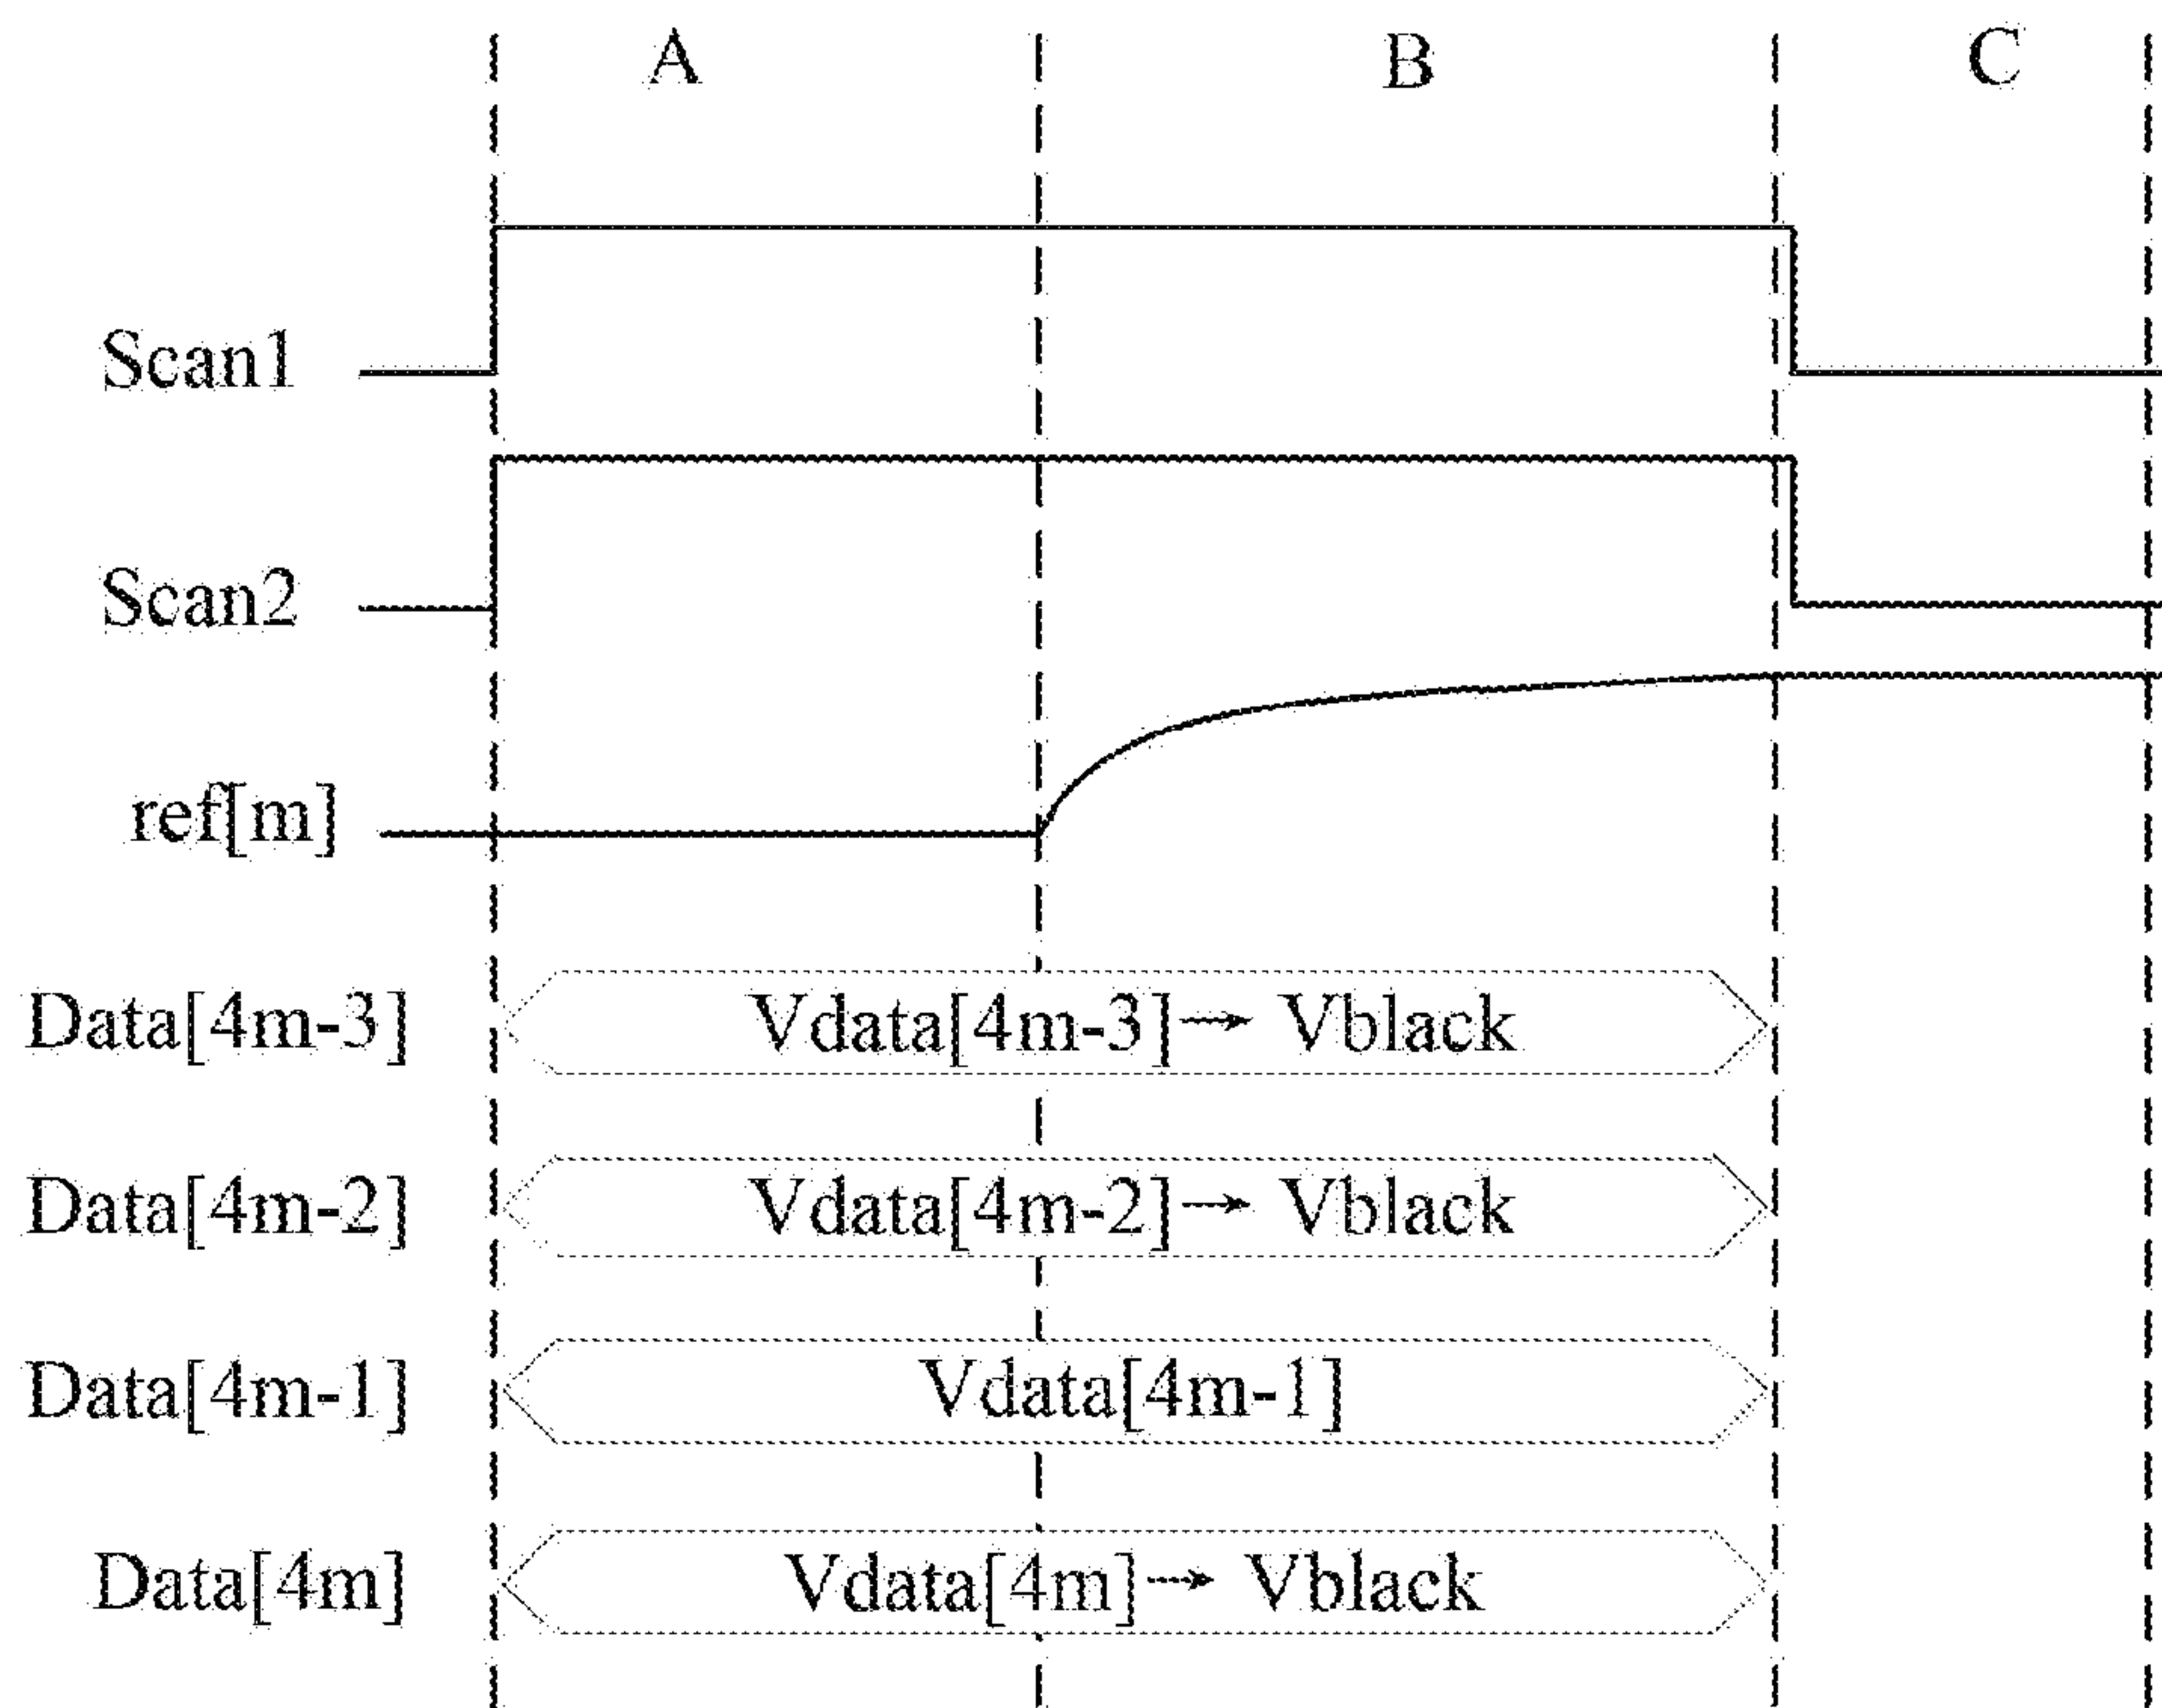 A B C
Scan1
Scan2
ref[m]
Data[4m-3] Vdata[4m-3]→ Vblack
Data[4m-2] Vdata[4m-2]→ Vblack
Data[4m-1] Vdata[4m-1]
Data[4m] Vdata[4m]→ Vblack